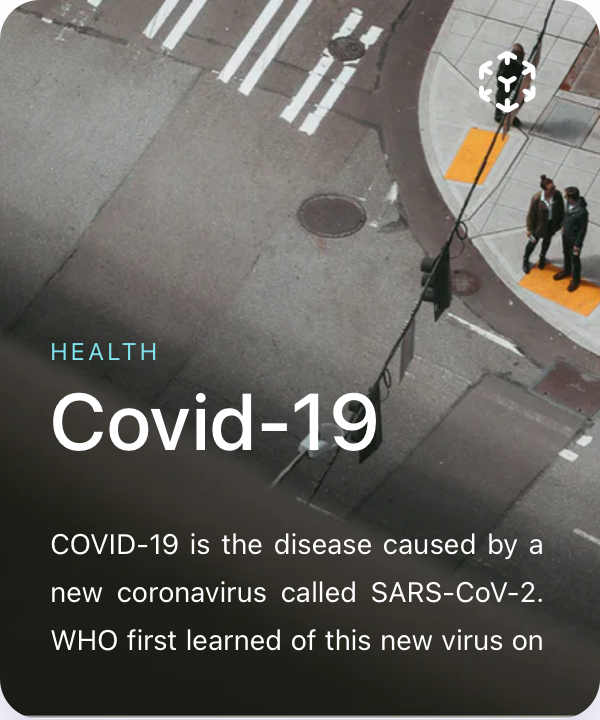 HEALTH
Covid-19
COVID-19 is the disease caused by a
new coronavirus called SARS-CoV-2.
WHO first learned of this new virus on